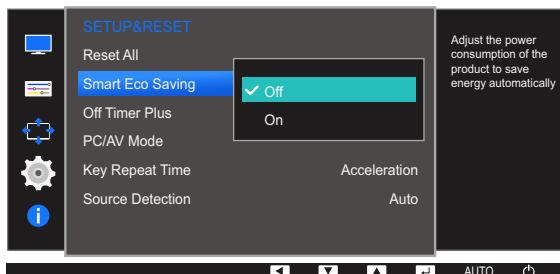 SETUP&RESET
Reset All
Smart Eco Saving
Off
Off Timer Plus
On
PC/AV Mode
Key Repeat Time Acceleration
Source Detection Auto
Adjust the power
consumption of the
product to save
energy automatically
AUTO